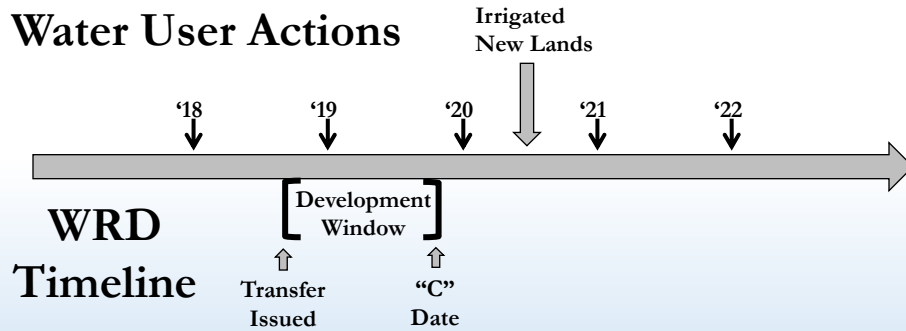 Water User Actions
Irrigated
New Lands
‘18
‘19
‘20
‘21
‘22
WRD
Timeline
Development
Window
Transfer
Issued
“C”
Date